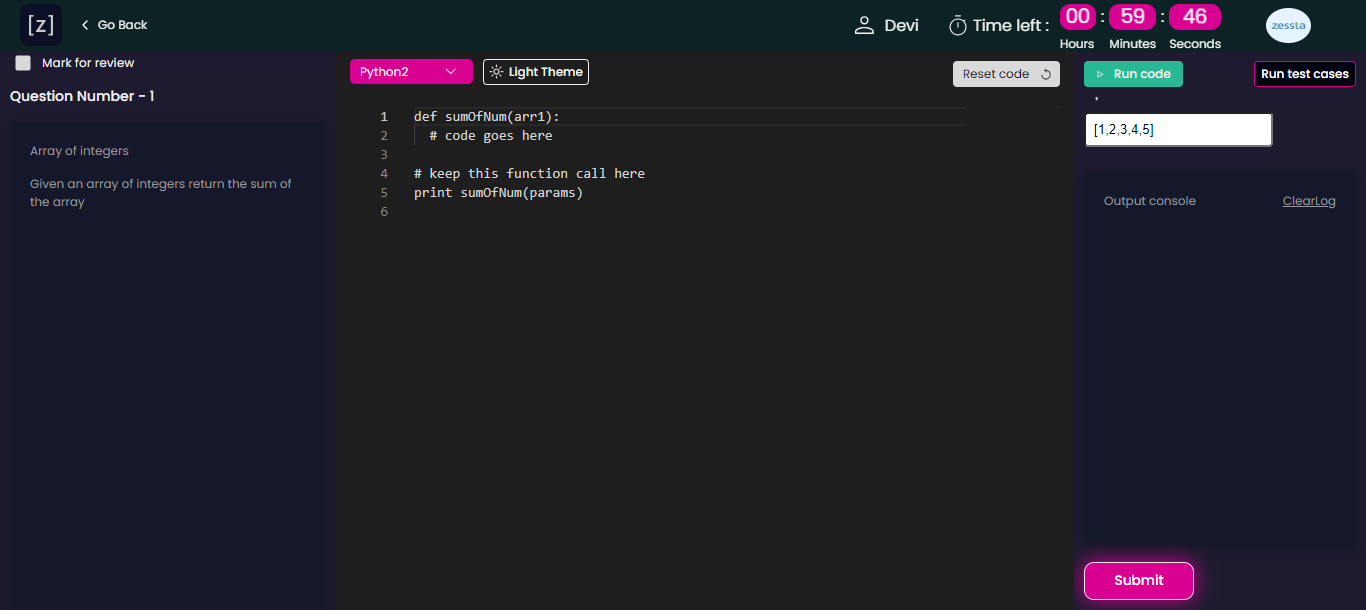 [z]
Go Back
Devi
Time left :
00 : 59 : 46
Hours Minutes Seconds
zessta
Mark for review
Question Number - 1
Array of integers
Given an array of integers return the sum of
the array
Python2
Light Theme
Reset code
1 def sumOfNum(arr1):
2 # code goes here
3
4 # keep this function call here
5 print sumOfNum(params)
6
Run code
Run test cases
[1,2,3,4,5]
Output console
ClearLog
Submit